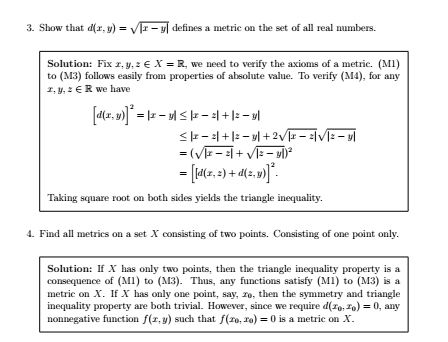 3. Show that d(x, y) = √|x − y| defines a metric on the set of all real numbers.
Solution: Fix x, y, z ∈ X = ℝ, we need to verify the axioms of a metric. (M1)
to (M3) follows easily from properties of absolute value. To verify (M4), for any
x, y, z ∈ ℝ we have
[d(x, y)]² = |x − y| ≤ |x − z| + |z − y|
≤ |x − z| + |z − y| + 2√|x − z|√|z − y|
= (√|x − z| + √|z − y|)²
= [[d(x, z) + d(z, y)]².
Taking square root on both sides yields the triangle inequality.
4. Find all metrics on a set X consisting of two points. Consisting of one point only.
Solution: If X has only two points, then the triangle inequality property is a
consequence of (M1) to (M3). Thus, any functions satisfy (M1) to (M3) is a
metric on X. If X has only one point, say, x₀, then the symmetry and triangle
inequality property are both trivial. However, since we require d(x₀, x₀) = 0, any
nonnegative function f(x, y) such that f(x₀, x₀) = 0 is a metric on X.